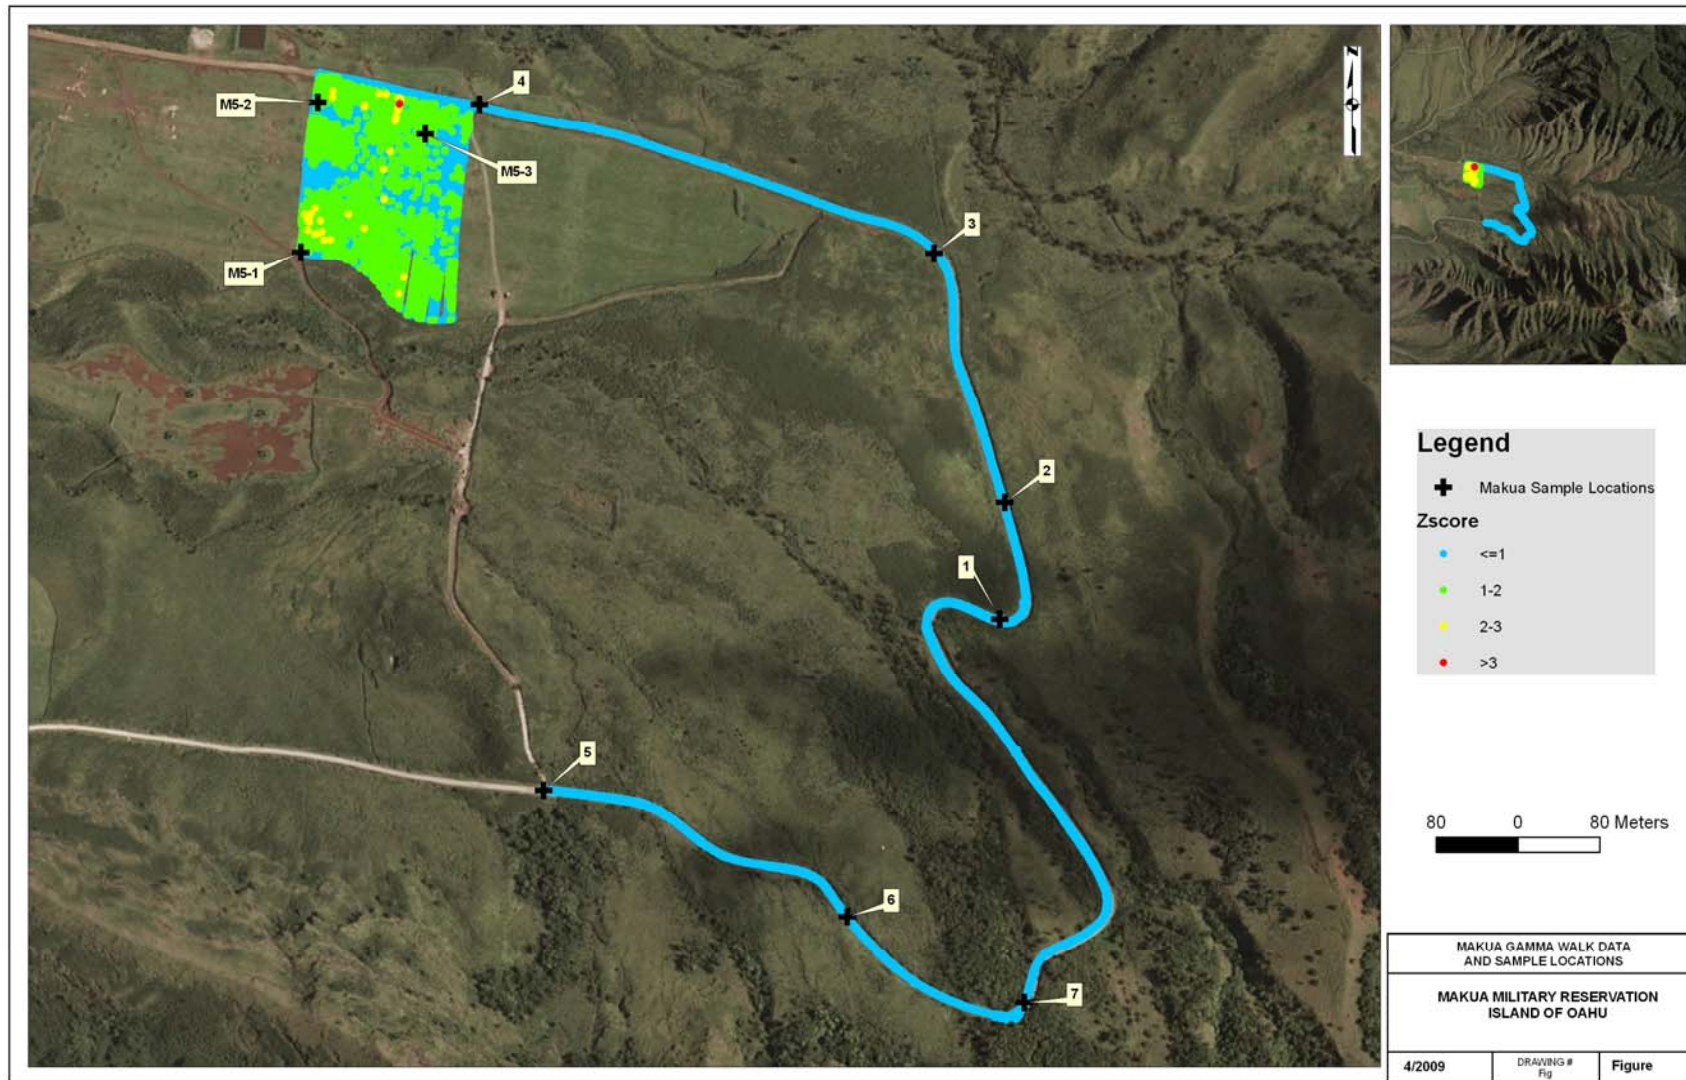 4
M5-2
M5-3
3
M5-1
2
1
5
6
7
N
Legend
Makua Sample Locations
Zscore
<=1
1-2
2-3
>3
80 0 80 Meters
MAKUA GAMMA WALK DATA
AND SAMPLE LOCATIONS
MAKUA MILITARY RESERVATION
ISLAND OF OAHU
4/2009
DRAWING #
Fig
Figure